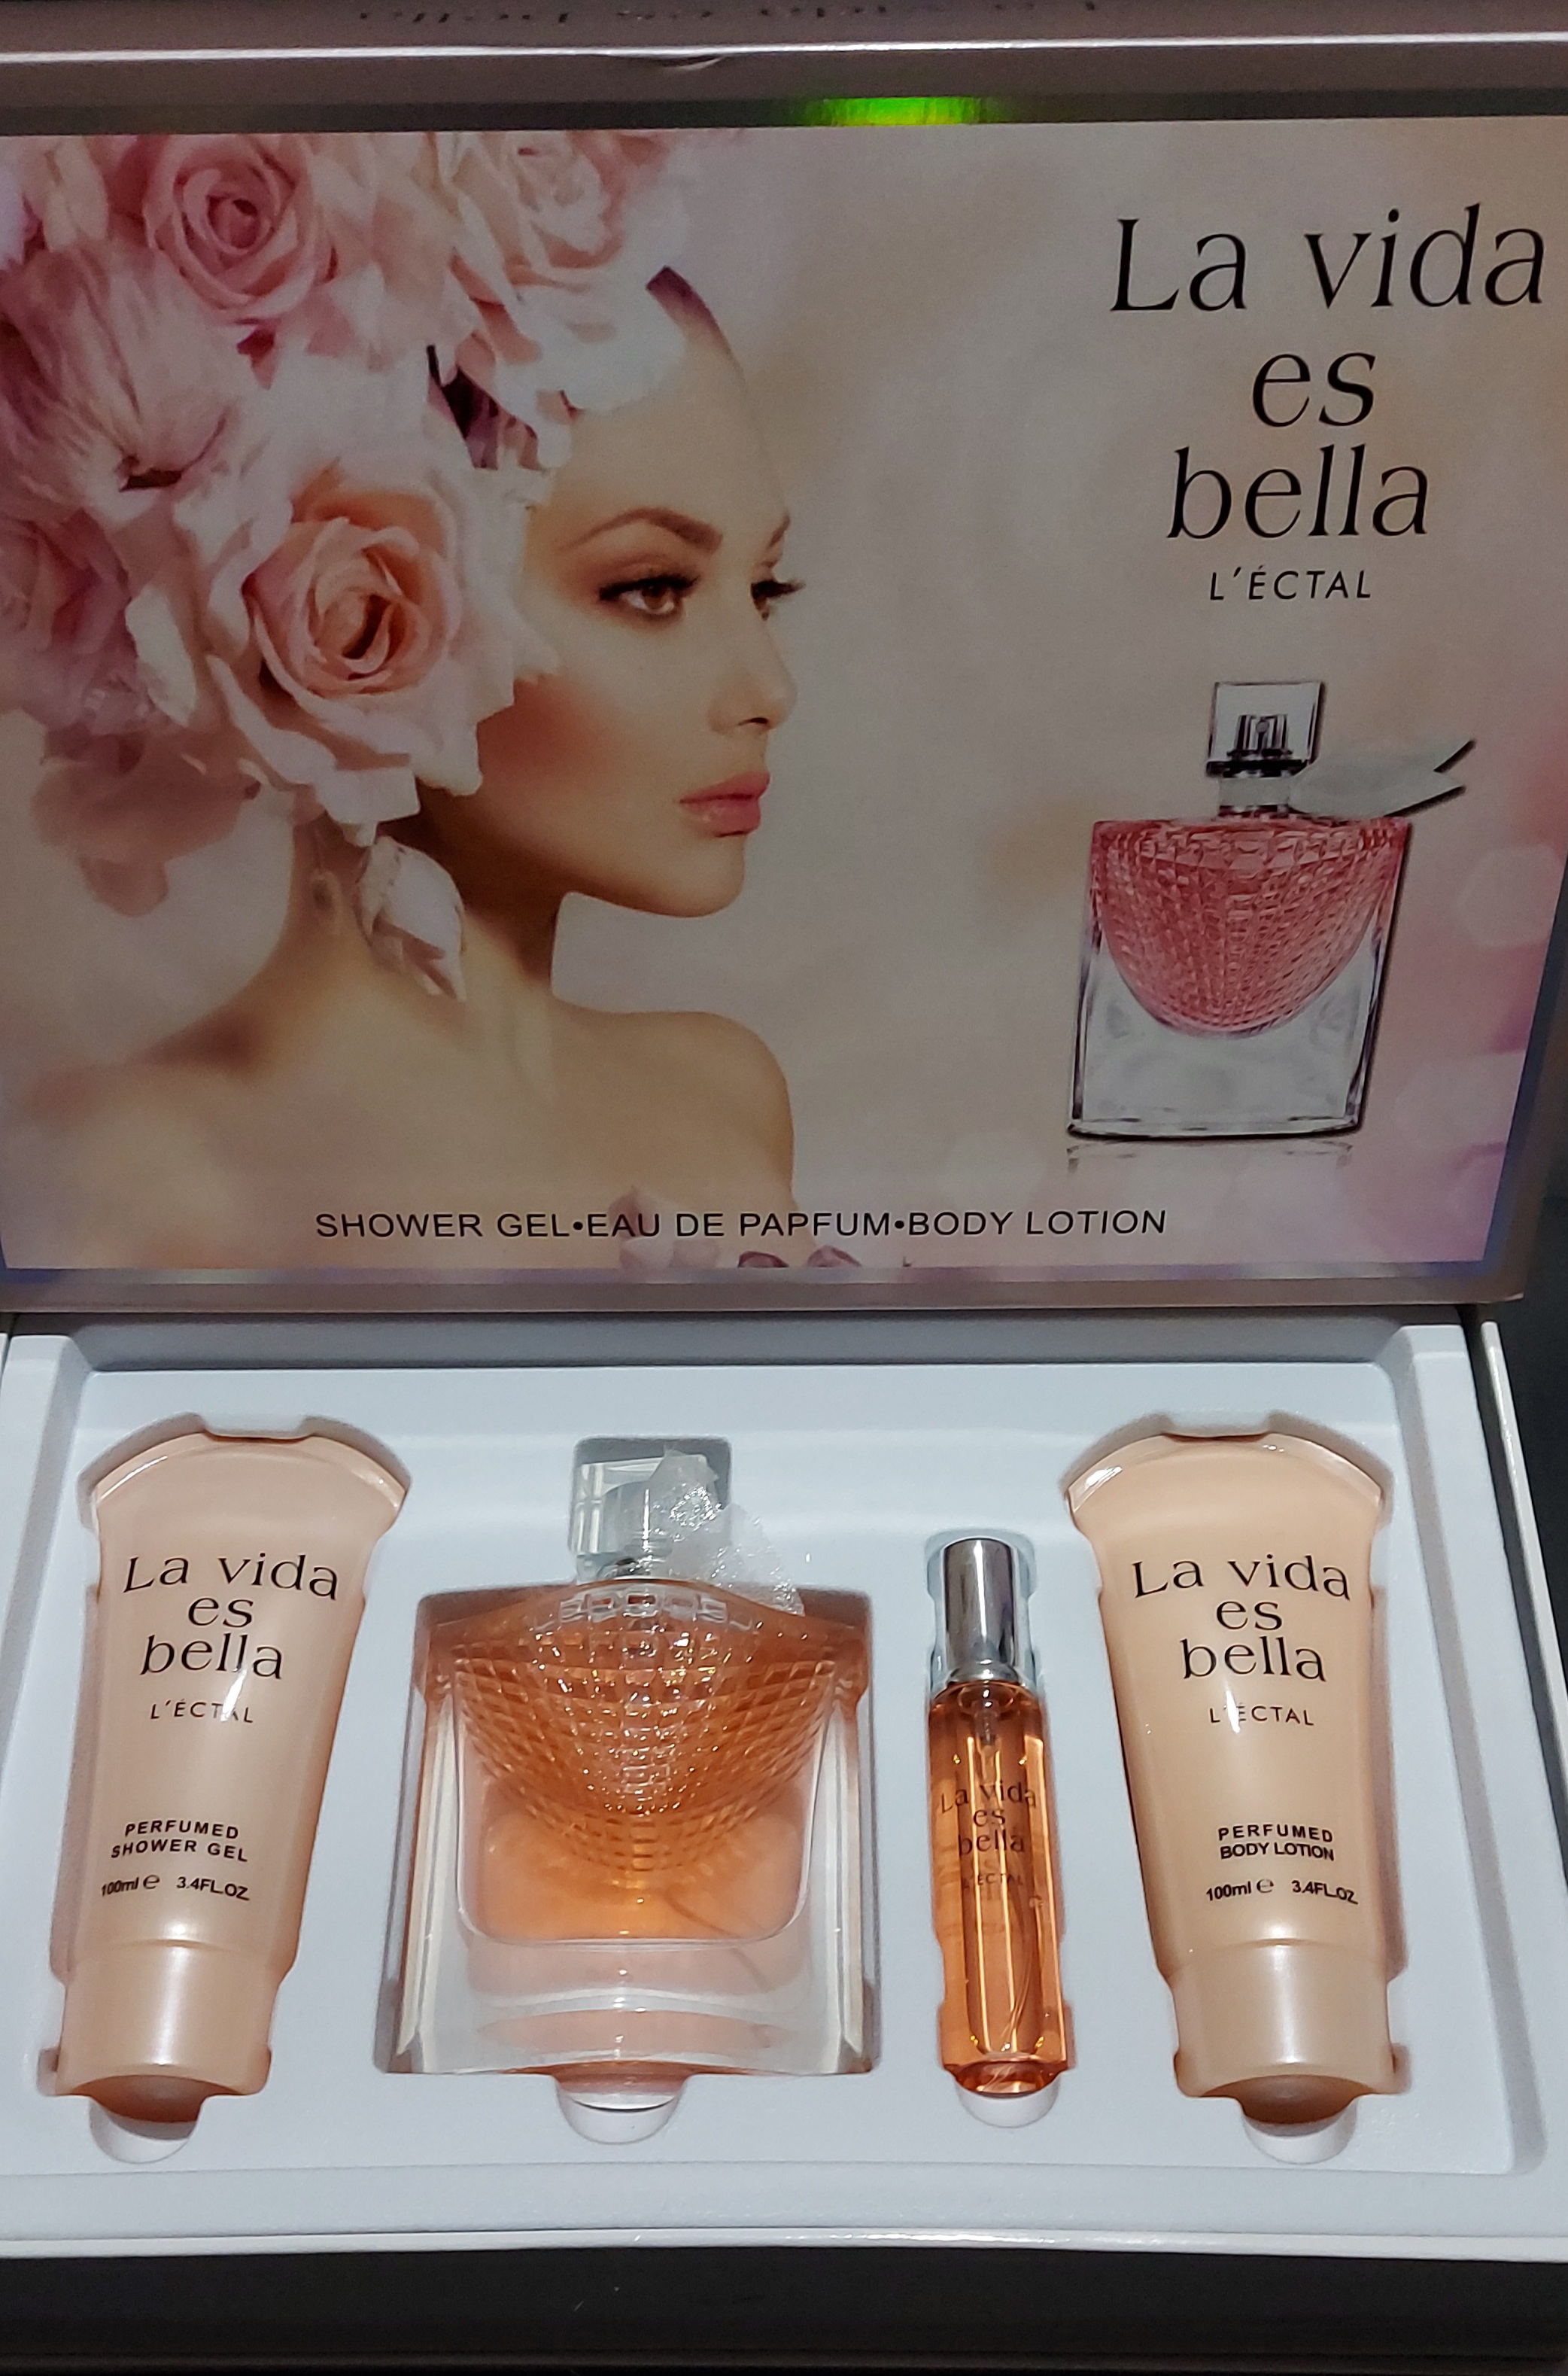 La vida
es
bella
L'ÉCTAL
SHOWER GEL•EAU DE PAPFUM•BODY LOTION
La vida
es
bella
L'ÉCTAL
PERFUMED
SHOWER GEL
100ml e 3.4FL.OZ
La vida
es
bella
L'ÉCTAL
La vida
es
bella
L'ÉCTAL
PERFUMED
BODY LOTION
100ml e 3.4FL.OZ